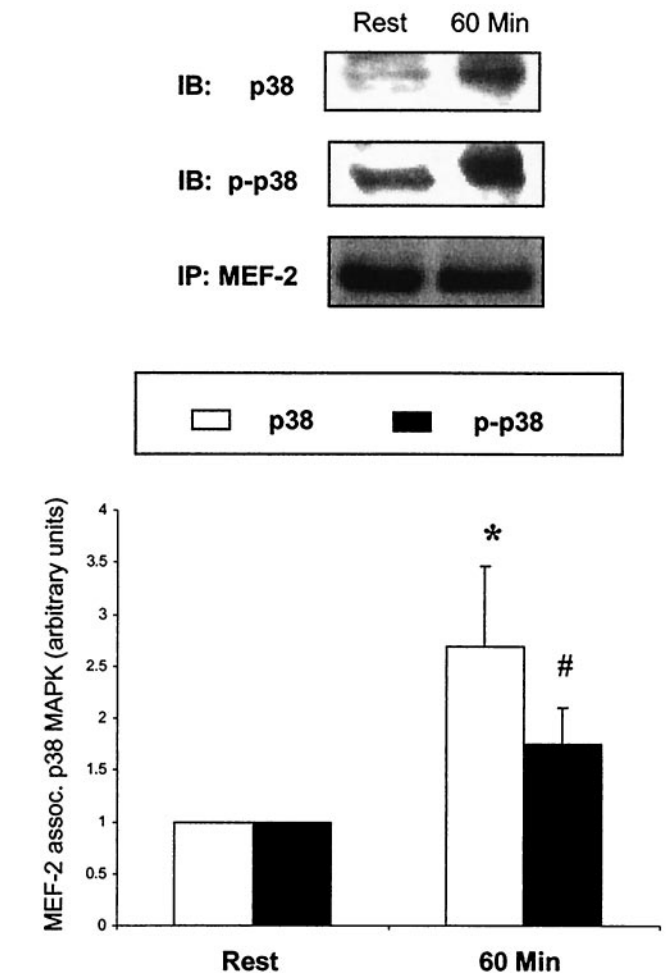 Rest 60 Min
IB: p38
IB: p-p38
IP: MEF-2
p38 p-p38
MEF-2 assoc. p38 MAPK (arbitrary units)
4
*
3.5
3
#
2.5
2
1.5
1
0.5
0
Rest 60 Min